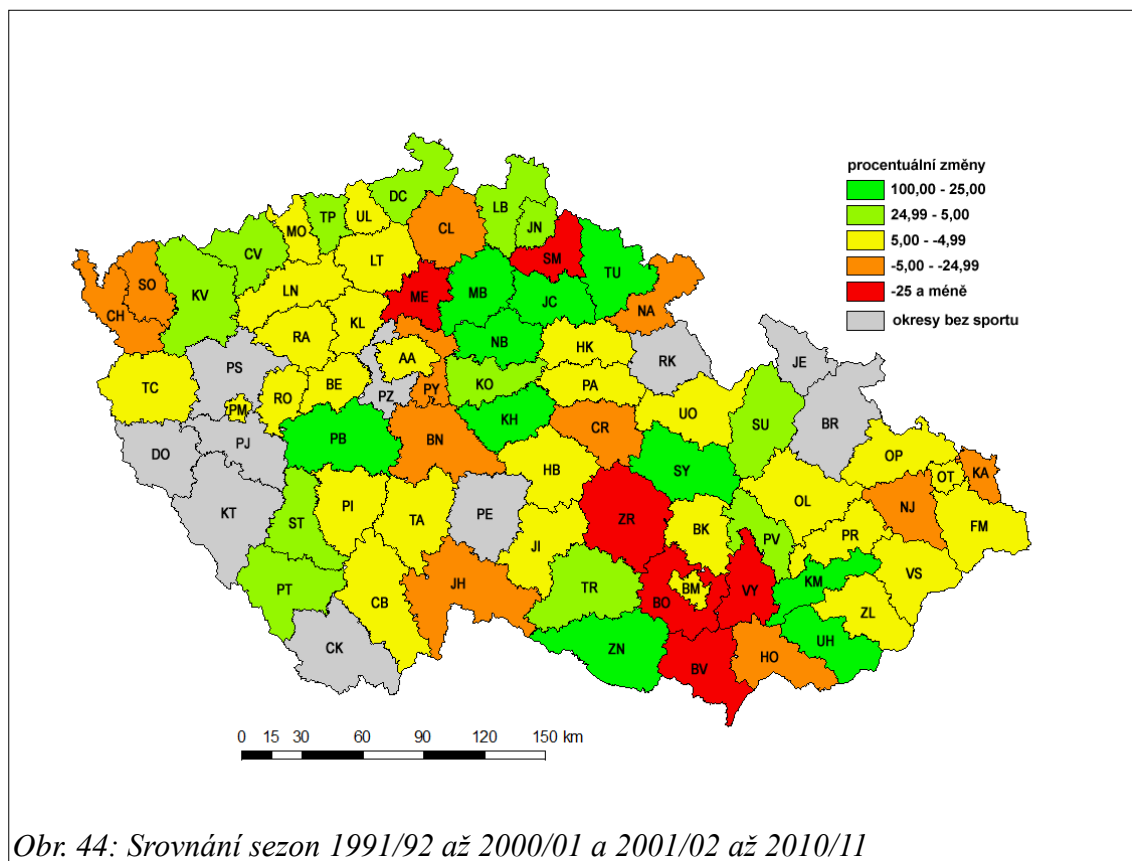 procentuální změny
100,00 - 25,00
24,99 - 5,00
5,00 - -4,99
-5,00 - -24,99
-25 a méně
okresy bez sportu
DC
LB
JN
UL
TP
MO
CL
CV
LT
SM
TU
SO
KV
CH
LN
ME
MB
JC
NA
KL
RA
NB
HK
RK
JE
AA
PS
TC
BE
RO
PZ
PY
KO
PA
PM
UO
SU
BR
KH
CR
PB
BN
DO
PJ
HB
SY
OP
OT
KA
KT
ST
PI
TA
PE
ZR
BK
OL
NJ
FM
PR
PV
JI
VS
KM
PT
CB
JH
TR
BO
BM
VY
ZL
CK
ZN
BV
HO
UH
0 15 30 60 90 120 150 km
Obr. 44: Srovnání sezon 1991/92 až 2000/01 a 2001/02 až 2010/11